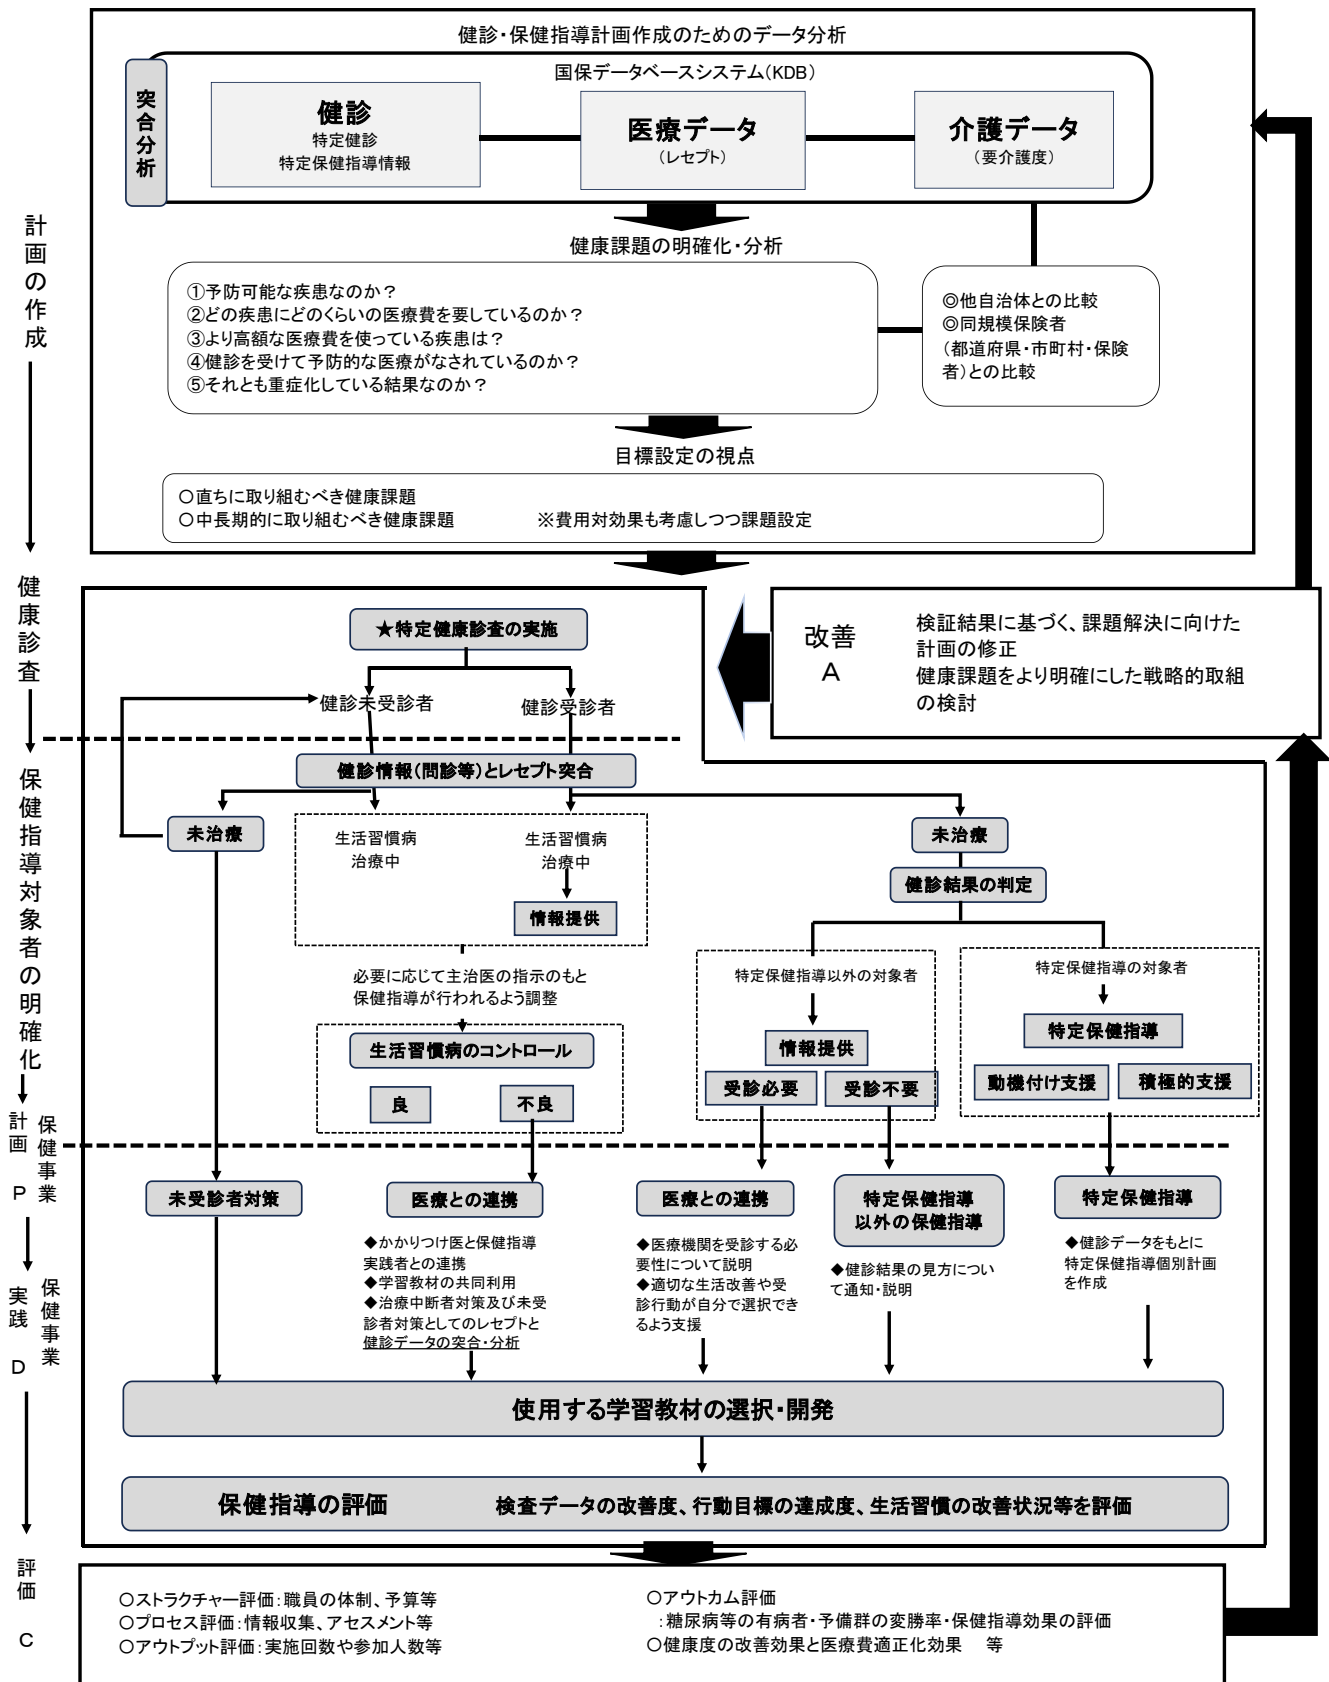 健診・保健指導計画作成のためのデータ分析
国保データベースシステム(KDB)
突合分析
健診
特定健診
特定保健指導情報
医療データ
(レセプト)
介護データ
(要介護度)
計画の作成
健康課題の明確化・分析
①予防可能な疾患なのか？
②どの疾患にどのくらいの医療費を要しているのか？
③より高額な医療費を使っている疾患は？
④健診を受けて予防的な医療がなされているのか？
⑤それとも重症化している結果なのか？
◎他自治体との比較
◎同規模保険者
(都道府県・市町村・保険
者)との比較
目標設定の視点
○直ちに取り組むべき健康課題
○中長期的に取り組むべき健康課題　※費用対効果も考慮しつつ課題設定
健康診査
★特定健康診査の実施
健診未受診者
健診受診者
改善
A
検証結果に基づく、課題解決に向けた
計画の修正
健康課題をより明確にした戦略的取組
の検討
保健指導対象者の明確化
健診情報(問診等)とレセプト突合
未治療
生活習慣病
治療中
生活習慣病
治療中
情報提供
未治療
健診結果の判定
必要に応じて主治医の指示のもと
保健指導が行われるよう調整
生活習慣病のコントロール
良
不良
特定保健指導以外の対象者
情報提供
受診必要
受診不要
特定保健指導の対象者
特定保健指導
動機付け支援
積極的支援
保健事業
計画 P
未受診者対策
医療との連携
◆かかりつけ医と保健指導
実践者との連携
◆学習教材の共同利用
◆治療中断者対策及び未受
診者対策としてのレセプトと
健診データの突合・分析
医療との連携
◆医療機関を受診する必
要性について説明
◆適切な生活改善や受
診行動が自分で選択でき
るよう支援
特定保健指導
以外の保健指導
◆健診結果の見方につい
て通知・説明
特定保健指導
◆健診データをもとに
特定保健指導個別計画
を作成
保健事業
実践 D
使用する学習教材の選択・開発
保健指導の評価　検査データの改善度、行動目標の達成度、生活習慣の改善状況等を評価
評価 C
○ストラクチャー評価：職員の体制、予算等
○プロセス評価：情報収集、アセスメント等
○アウトプット評価：実施回数や参加人数等
○アウトカム評価
：糖尿病等の有病者・予備群の変勝率・保健指導効果の評価
○健康度の改善効果と医療費適正化効果　等